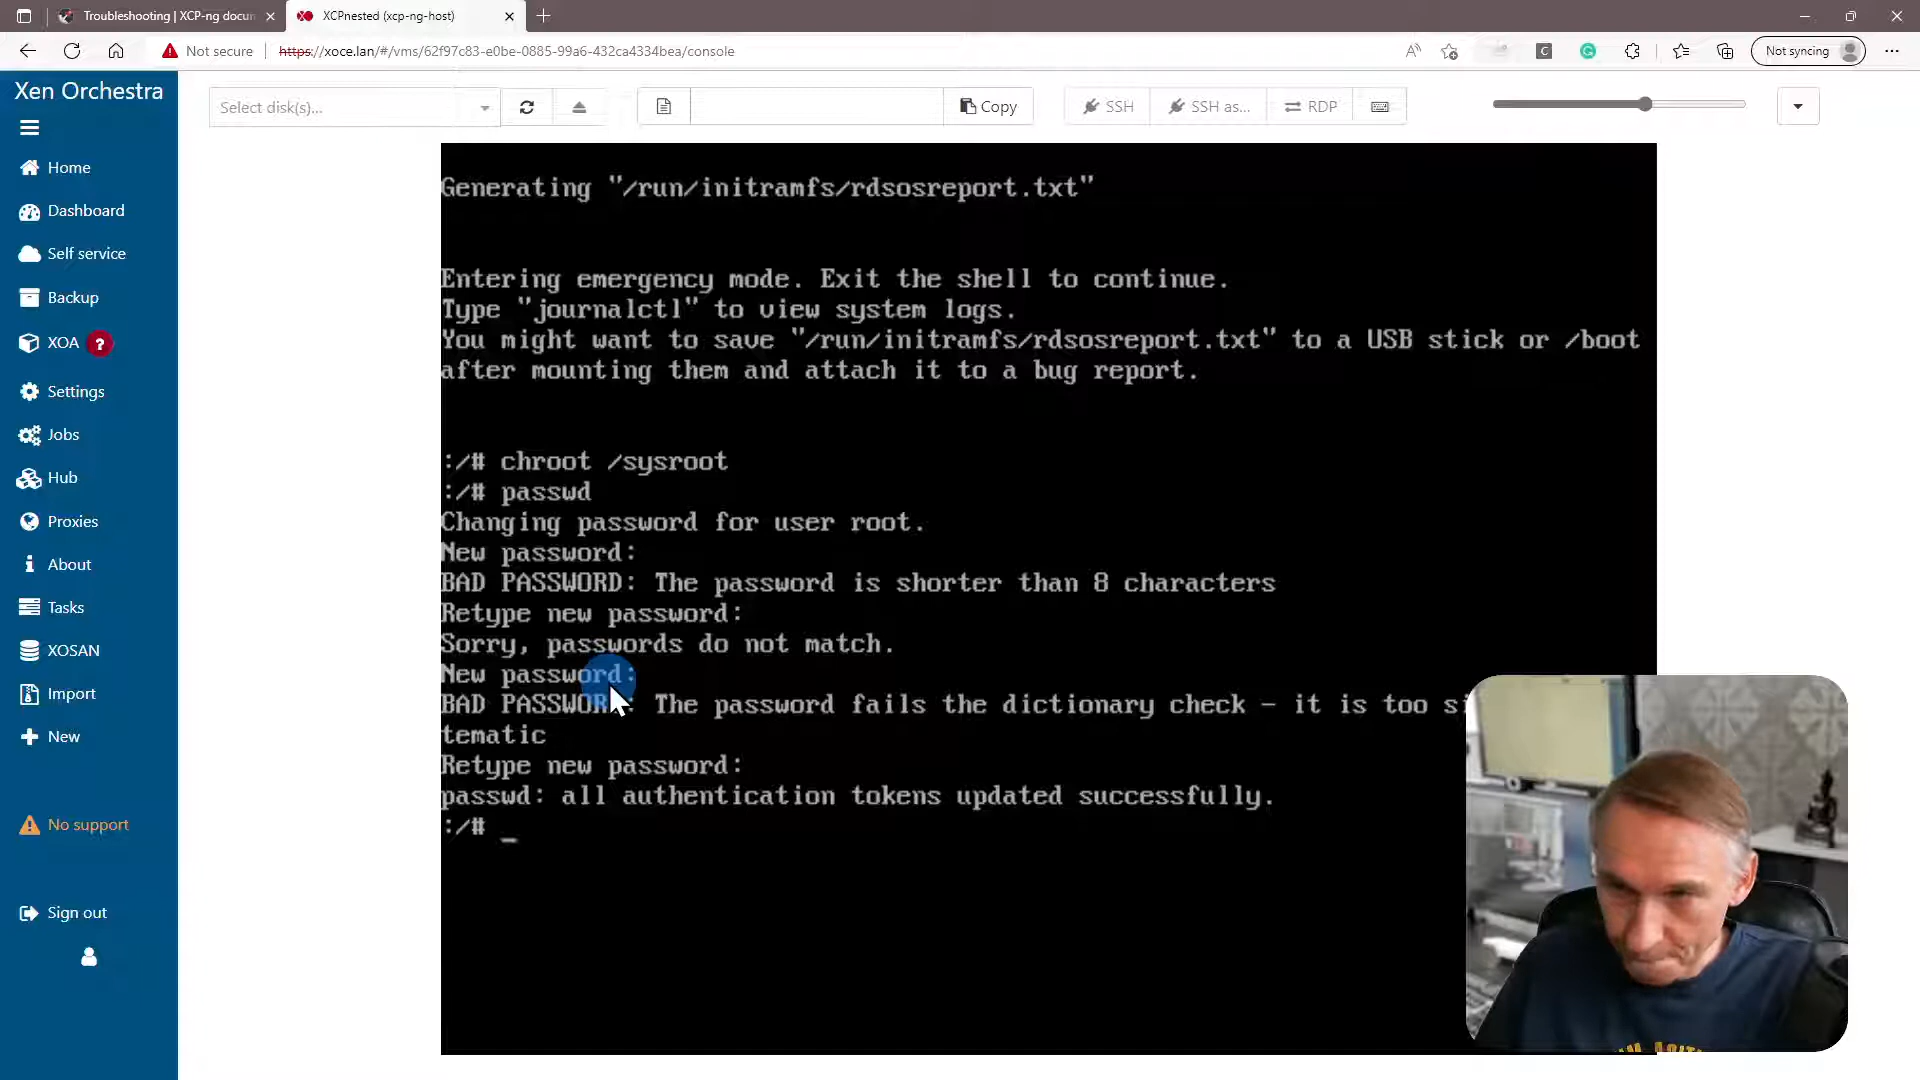 Troubleshooting | XCP-ng docum
XCPnested (xcp-ng-host)
Not secure
https://xoce.lan/#/vms/62f97c83-e0be-0885-99a6-432ca4334bea/console
Not syncing
Xen Orchestra
Select disk(s)...
Copy
SSH
SSH as...
RDP
Home
Dashboard
Self service
Backup
XOA ?
Settings
Jobs
Hub
Proxies
About
Tasks
XOSAN
Import
New
No support
Sign out
Generating "/run/initramfs/rdsosreport.txt"
Entering emergency mode. Exit the shell to continue.
Type "journalctl" to view system logs.
You might want to save "/run/initramfs/rdsosreport.txt" to a USB stick or /boot
after mounting them and attach it to a bug report.
:/# chroot /sysroot
:/# passwd
Changing password for user root.
New password:
BAD PASSWORD: The password is shorter than 8 characters
Retype new password:
Sorry, passwords do not match.
New password:
BAD PASSWORD: The password fails the dictionary check - it is too si
tematic
Retype new password:
passwd: all authentication tokens updated successfully.
:/# _